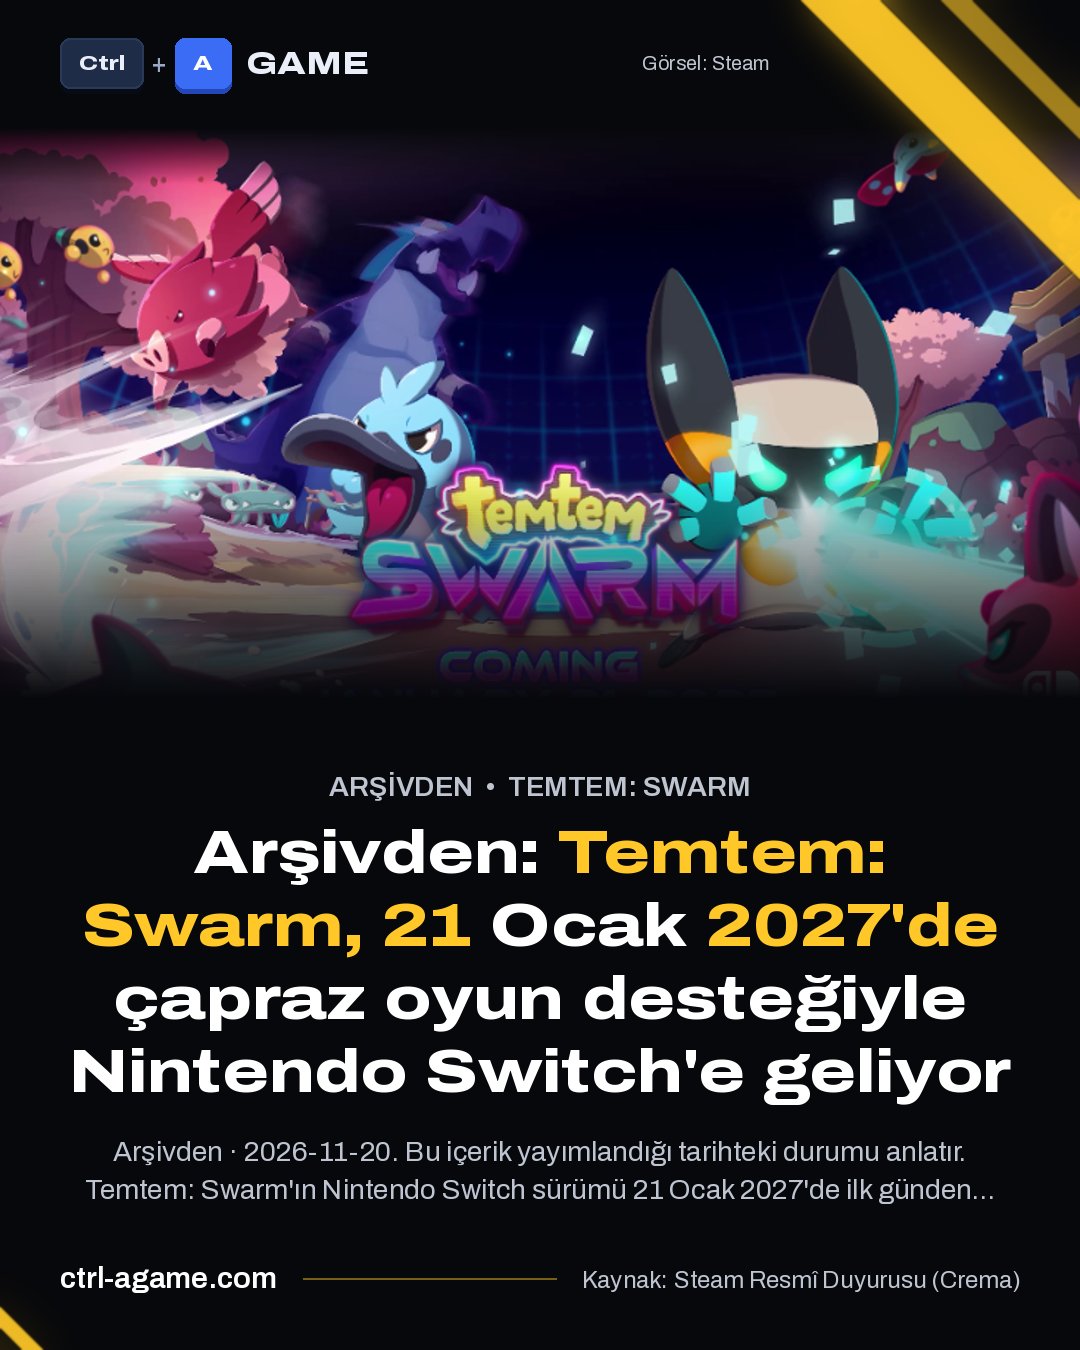 Ctrl + A GAME
Görsel: Steam
temtem
SWARM
COMING
ARŞİVDEN • TEMTEM: SWARM
Arşivden: Temtem:
Swarm, 21 Ocak 2027'de
çapraz oyun desteğiyle
Nintendo Switch'e geliyor
Arşivden · 2026-11-20. Bu içerik yayımlandığı tarihteki durumu anlatır.
Temtem: Swarm'ın Nintendo Switch sürümü 21 Ocak 2027'de ilk günden...
ctrl-agame.com
Kaynak: Steam Resmî Duyurusu (Crema)